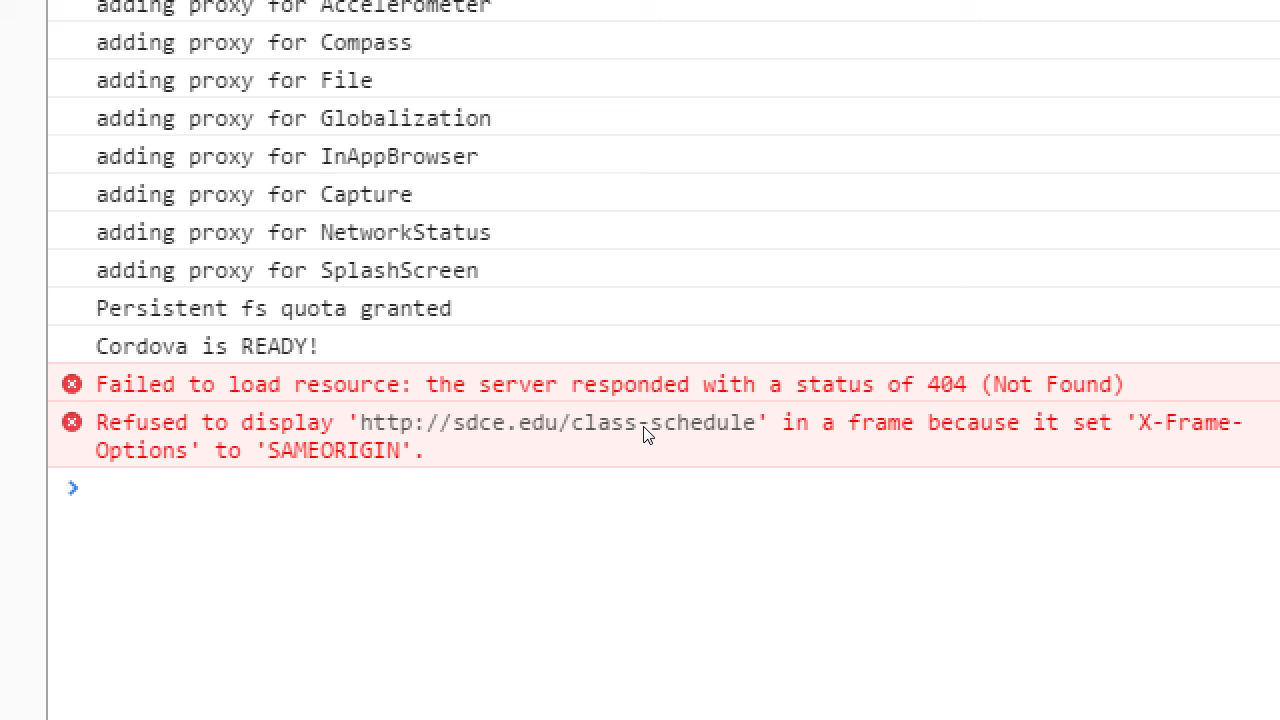 adding proxy for Accelerometer
adding proxy for Compass
adding proxy for File
adding proxy for Globalization
adding proxy for InAppBrowser
adding proxy for Capture
adding proxy for NetworkStatus
adding proxy for SplashScreen
Persistent fs quota granted
Cordova is READY!
Failed to load resource: the server responded with a status of 404 (Not Found)
Refused to display 'http://sdce.edu/class-schedule' in a frame because it set 'X-Frame-
Options' to 'SAMEORIGIN'.